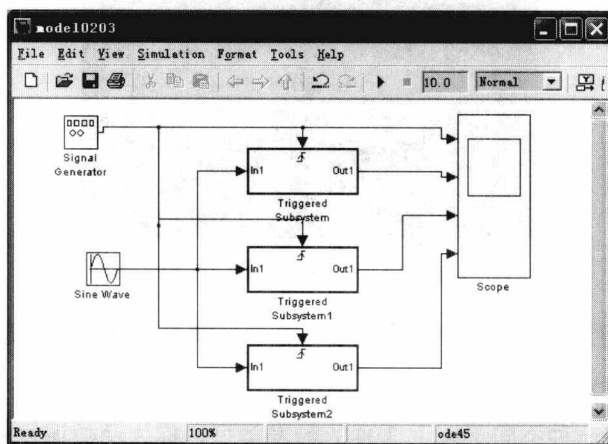 model0203
File Edit View Simulation Format Tools Help
10.0 Normal
Signal
Generator
In1 Out1
Triggered
Subsystem
Sine Wave
In1 Out1
Triggered
Subsystem1
Scope
In1 Out1
Triggered
Subsystem2
Ready 100% ode45